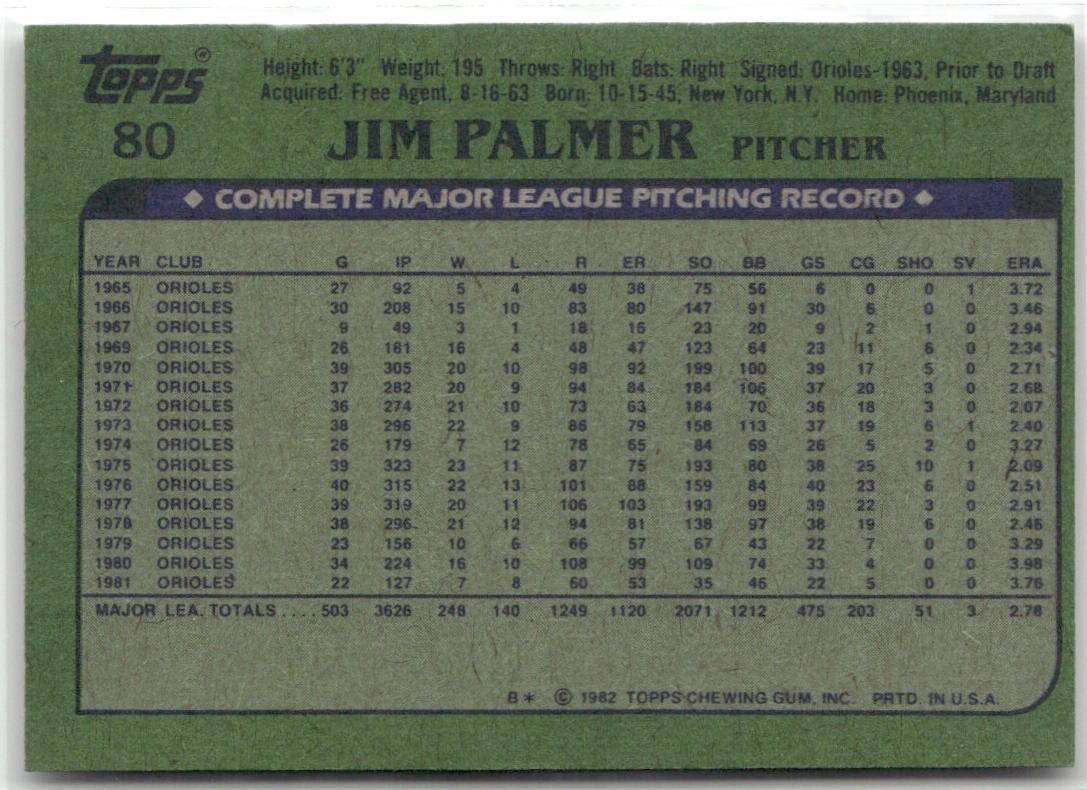 Topps®
Height: 6'3" Weight: 195 Throws: Right Bats: Right Signed: Orioles-1963, Prior to Draft
Acquired: Free Agent, 8-16-63 Born: 10-15-45, New York, N.Y. Home: Phoenix, Maryland
80 JIM PALMER PITCHER
◆ COMPLETE MAJOR LEAGUE PITCHING RECORD ◆
YEAR CLUB G IP W L R ER SO BB GS CG SHO SV ERA
1965 ORIOLES 27 92 5 4 49 38 75 56 6 0 0 1 3.72
1966 ORIOLES 30 208 15 10 83 80 147 91 30 6 0 0 3.46
1967 ORIOLES 9 49 3 1 18 16 23 20 9 2 1 0 2.94
1969 ORIOLES 26 181 16 4 48 47 123 64 23 11 6 0 2.34
1970 ORIOLES 39 305 20 10 98 92 199 100 39 17 5 0 2.71
1971 ORIOLES 37 282 20 9 94 84 184 106 37 20 3 0 2.68
1972 ORIOLES 36 274 21 10 73 63 184 70 36 18 3 0 2.07
1973 ORIOLES 38 296 22 9 86 79 158 113 37 19 6 1 2.40
1974 ORIOLES 26 179 7 12 78 65 84 69 26 5 2 0 3.27
1975 ORIOLES 39 323 23 11 87 75 193 80 38 25 10 1 2.09
1976 ORIOLES 40 315 22 13 101 88 159 84 40 23 6 0 2.51
1977 ORIOLES 39 319 20 11 106 103 193 99 39 22 3 0 2.91
1978 ORIOLES 38 296 21 12 94 81 138 97 38 19 6 0 2.46
1979 ORIOLES 23 156 10 6 66 57 67 43 22 7 0 0 3.29
1980 ORIOLES 34 224 16 10 108 99 109 74 33 4 0 0 3.98
1981 ORIOLES 22 127 7 8 60 53 35 46 22 5 0 0 3.76
MAJOR LEA. TOTALS .... 503 3626 248 140 1249 1120 2071 1212 475 203 51 3 2.78
B* © 1982 TOPPS CHEWING GUM, INC. PRTD. IN U.S.A.